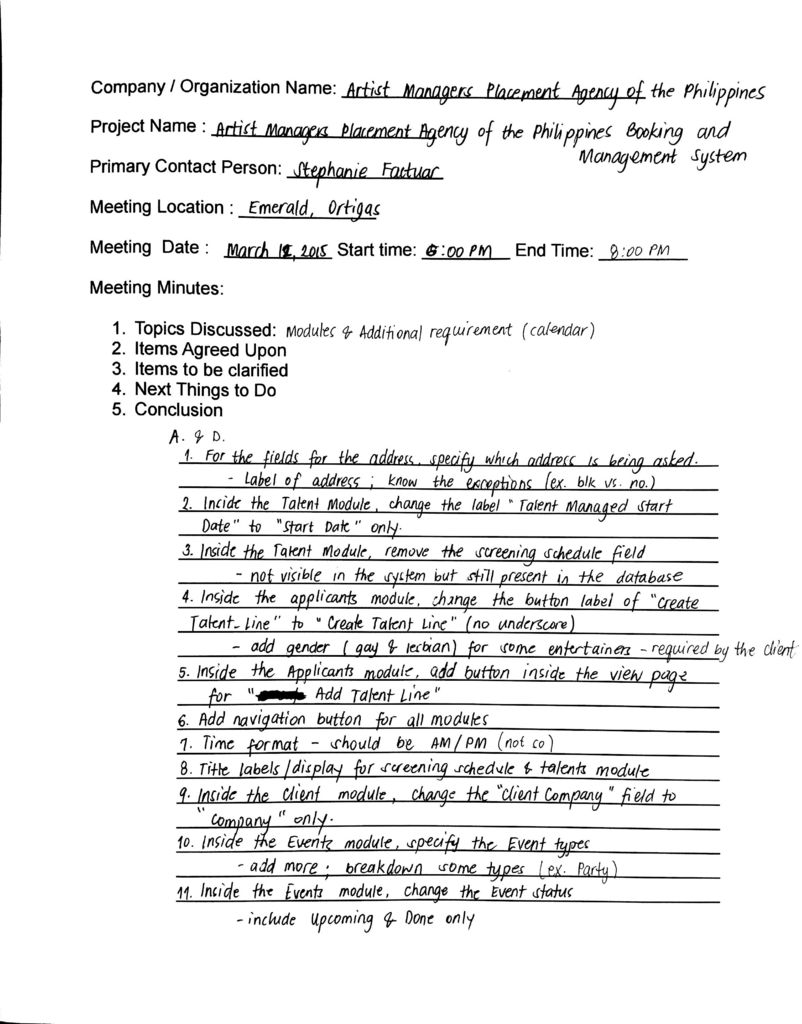 Company / Organization Name: Artist Managers Placement Agency of the Philippines
Project Name : Artist Managers Placement Agency of the Philippines Booking and
Management System
Primary Contact Person: Stephanie Factuar
Meeting Location : Emerald, Ortigas
Meeting Date : March , 2015 Start time: 6:00 PM End Time: 8:00 PM
Meeting Minutes:
1. Topics Discussed: Modules & Additional requirement (calendar)
2. Items Agreed Upon
3. Items to be clarified
4. Next Things to Do
5. Conclusion
A. & D.
1. For the fields for the address, specify which address is being asked.
- Label of address ; know the exceptions (ex. blk vs. no.)
2. Inside the Talent Module, change the label "Talent Managed Start
Date" to "Start Date" only.
3. Inside the Talent Module, remove the screening schedule field
- not visible in the system but still present in the database
4. Inside the applicants module, change the button label of "Create
Talent_Line" to "Create Talent Line" (no underscore)
- add gender (gay & lesbian) for some entertainers - required by the client
5. Inside the Applicants module, add button inside the view page
for " Add Talent Line"
6. Add navigation button for all modules
7. Time format - should be AM/PM (not co)
8. Title labels/display for screening schedule & talents module
9. Inside the Client module, change the "Client Company" field to
"Company" only.
10. Inside the Events module, specify the Event types
- add more ; breakdown some types (ex. Party)
11. Inside the Events module, change the Event status
- include Upcoming & Done only